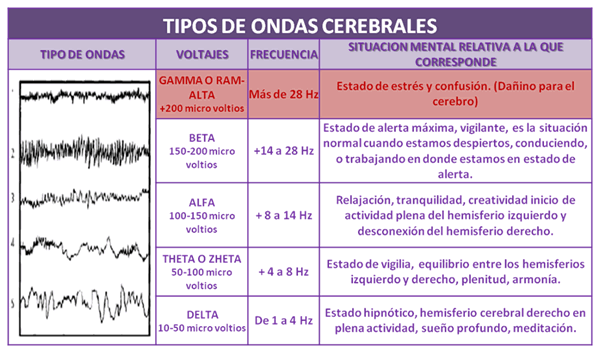 TIPOS DE ONDAS CEREBRALES
TIPO DE ONDAS
VOLTAJES
FRECUENCIA
SITUACION MENTAL RELATIVA A LA QUE
CORRESPONDE
GAMMA O RAM-
ALTA
+200 micro voltios
Más de 28 Hz
Estado de estrés y confusión. (Dañino para el
cerebro)
2
BETA
150-200 micro
voltios
+14 a 28 Hz
Estado de alerta máxima, vigilante, es la situación
normal cuando estamos despiertos, conduciendo,
o trabajando en donde estamos en estado de
alerta.
3
ALFA
100-150 micro
voltios
+ 8 a 14 Hz
Relajación, tranquilidad, creatividad inicio de
actividad plena del hemisferio izquierdo y
desconexión del hemisferio derecho.
4
THETA O ZHETA
50-100 micro
voltios
+ 4 a 8 Hz
Estado de vigilia, equilibrio entre los hemisferios
izquierdo y derecho, plenitud, armonía.
DELTA
10-50 micro voltios
De 1 a 4 Hz
Estado hipnótico, hemisferio cerebral derecho en
plena actividad, sueño profundo, meditación.